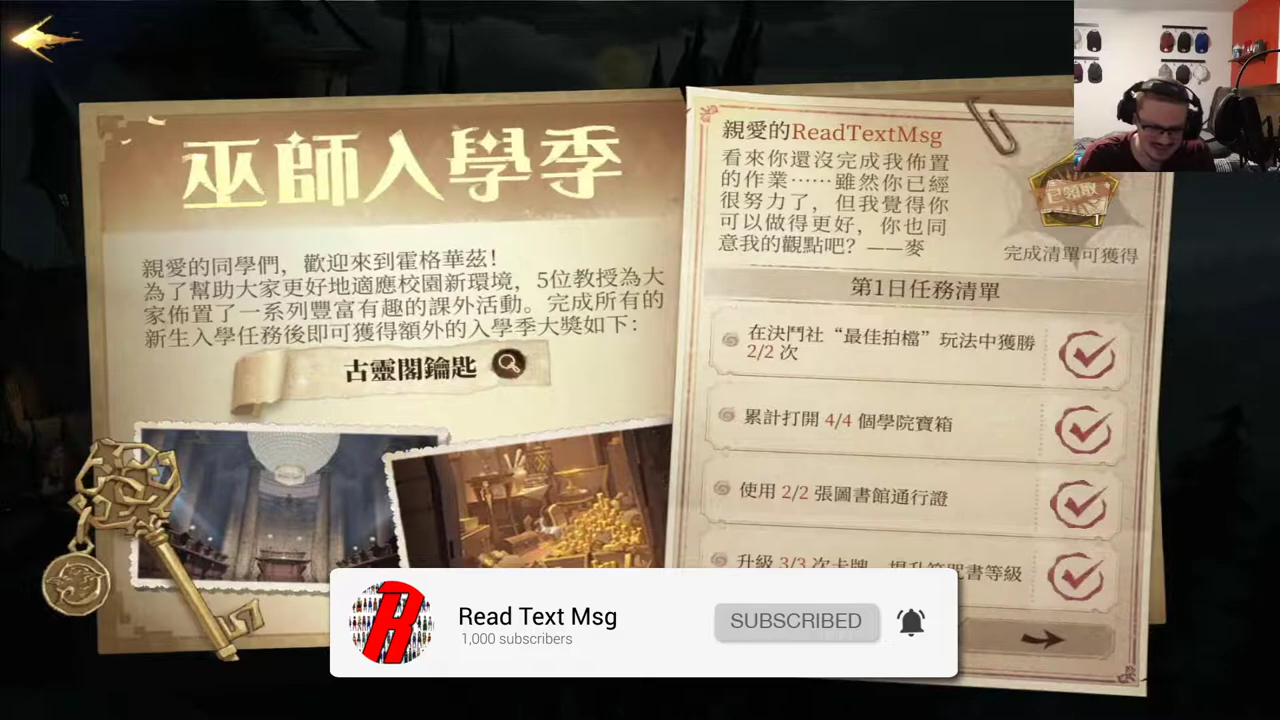 巫師入學季
親愛的同學們，歡迎來到霍格華茲！
為了幫助大家更好地適應校園新環境，5位教授為大
家佈置了一系列豐富有趣的課外活動。完成所有的
新生入學任務後即可獲得額外的入學季大獎如下：
古靈閣鑰匙
親愛的ReadTextMsg
看來你還沒完成我佈置
的作業……雖然你已經
很努力了，但我覺得你
可以做得更好，你也同
意我的觀點吧？——麥
已領取
完成清單可獲得
第1日任務清單
在決鬥社“最佳拍檔”玩法中獲勝
2/2 次
累計打開 4/4 個學院寶箱
使用 2/2 張圖書館通行證
升級 3/3 次卡牌，提升符咒書等級
Read Text Msg
1,000 subscribers
SUBSCRIBED